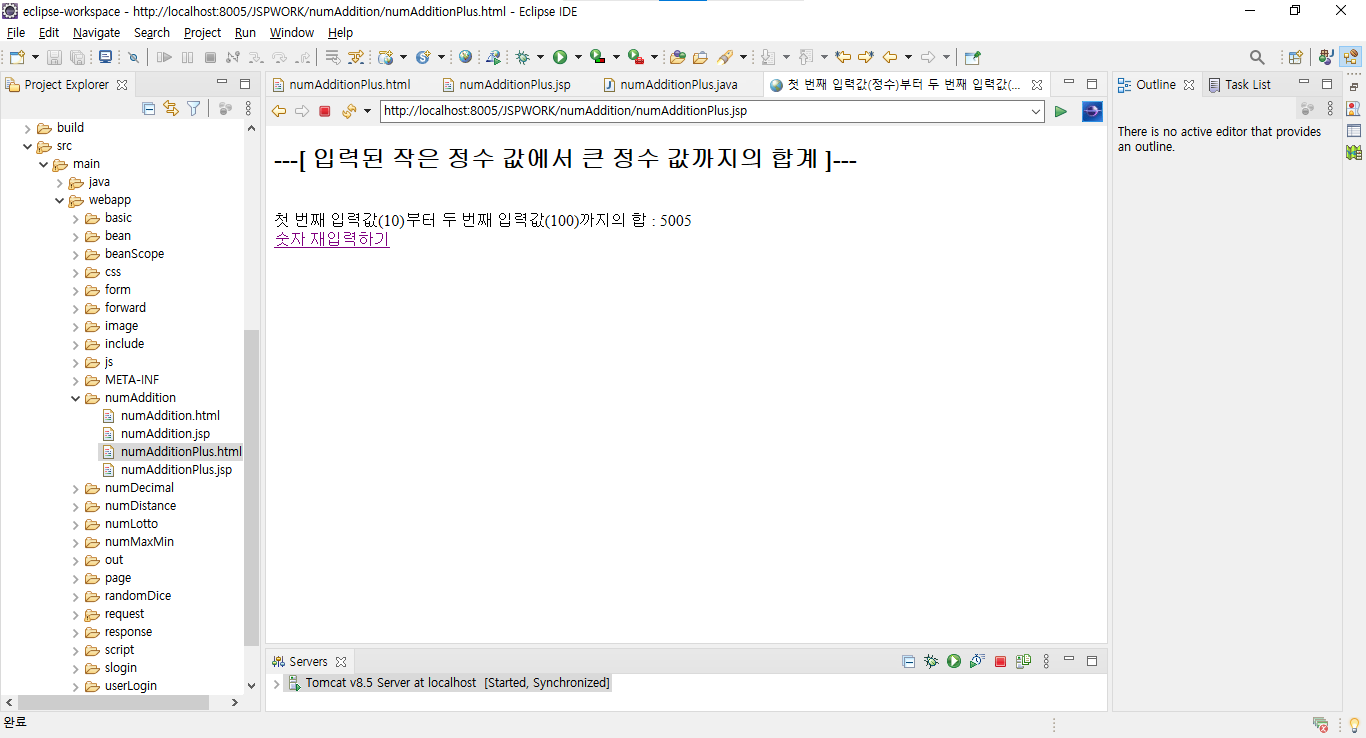 eclipse-workspace - http://localhost:8005/JSPWORK/numAddition/numAdditionPlus.html - Eclipse IDE
File Edit Navigate Search Project Run Window Help
Project Explorer
build
src
main
java
webapp
basic
bean
beanScope
css
form
forward
image
include
js
META-INF
numAddition
numAddition.html
numAddition.jsp
numAdditionPlus.html
numAdditionPlus.jsp
numDecimal
numDistance
numLotto
numMaxMin
out
page
randomDice
request
response
script
slogin
userLogin
numAdditionPlus.html numAdditionPlus.jsp numAdditionPlus.java 첫 번째 입력값(정수)부터 두 번째 입력값(...
http://localhost:8005/JSPWORK/numAddition/numAdditionPlus.jsp
---[ 입력된 작은 정수 값에서 큰 정수 값까지의 합계 ]---
첫 번째 입력값(10)부터 두 번째 입력값(100)까지의 합 : 5005
숫자 재입력하기
Outline Task List
There is no active editor that provides
an outline.
Servers
Tomcat v8.5 Server at localhost [Started, Synchronized]
완료